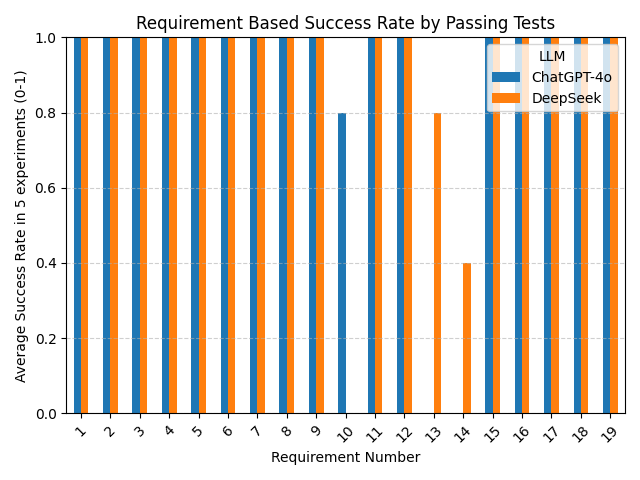 Requirement Based Success Rate by Passing Tests
Average Success Rate in 5 experiments (0-1)
1.0
0.8
0.6
0.4
0.2
0.0
LLM
ChatGPT-4o
DeepSeek
1 2 3 4 5 6 7 8 9 10 11 12 13 14 15 16 17 18 19
Requirement Number